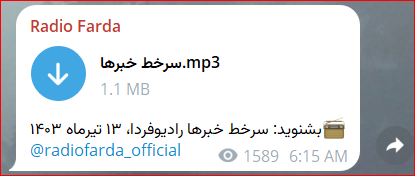 Radio Farda
سرخط خبرها.mp3
1.1 MB
📻بشنوید: سرخط خبرها رادیوفردا، ۱۳ تیرماه ۱۴۰۳
@radiofarda_official 1589 6:15 AM